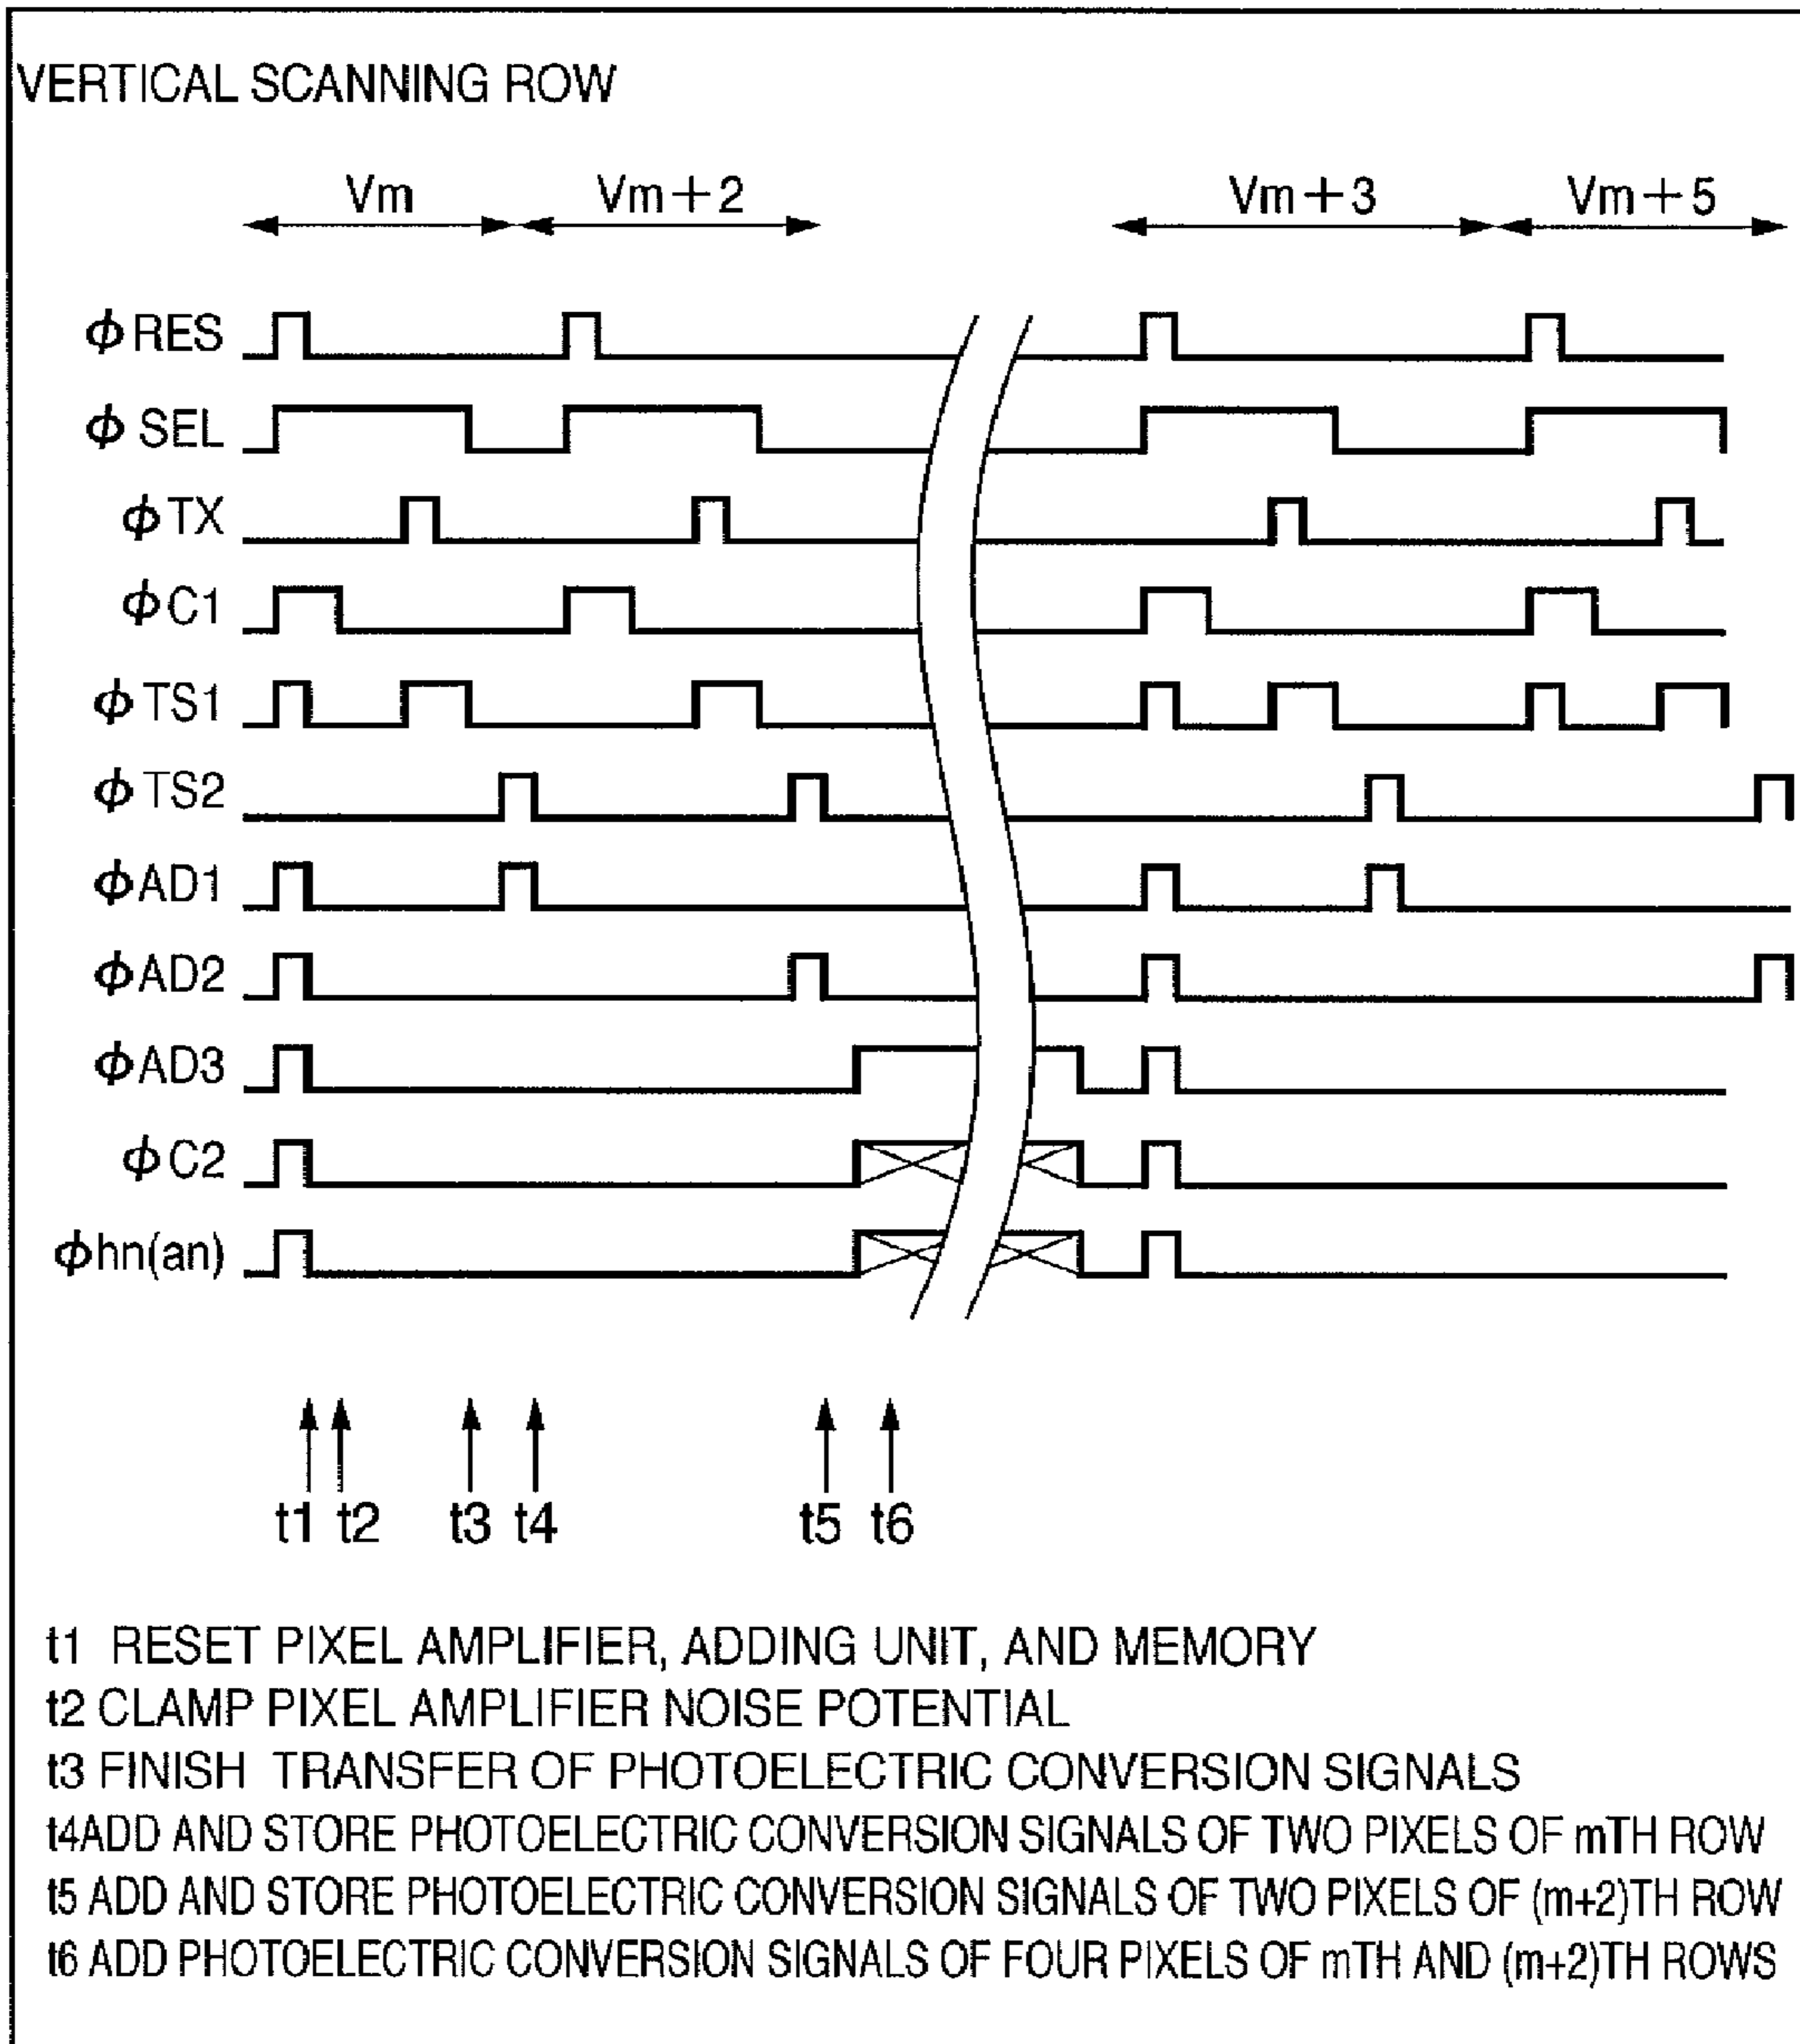 VERTICAL SCANNING ROW
Vm Vm+2 Vm+3 Vm+5
ϕRES
ϕSEL
ϕTX
ϕC1
ϕTS1
ϕTS2
ϕAD1
ϕAD2
ϕAD3
ϕC2
ϕhn(an)
t1 t2 t3 t4 t5 t6
t1 RESET PIXEL AMPLIFIER, ADDING UNIT, AND MEMORY
t2 CLAMP PIXEL AMPLIFIER NOISE POTENTIAL
t3 FINISH TRANSFER OF PHOTOELECTRIC CONVERSION SIGNALS
t4ADD AND STORE PHOTOELECTRIC CONVERSION SIGNALS OF TWO PIXELS OF mTH ROW
t5 ADD AND STORE PHOTOELECTRIC CONVERSION SIGNALS OF TWO PIXELS OF (m+2)TH ROW
t6 ADD PHOTOELECTRIC CONVERSION SIGNALS OF FOUR PIXELS OF mTH AND (m+2)TH ROWS